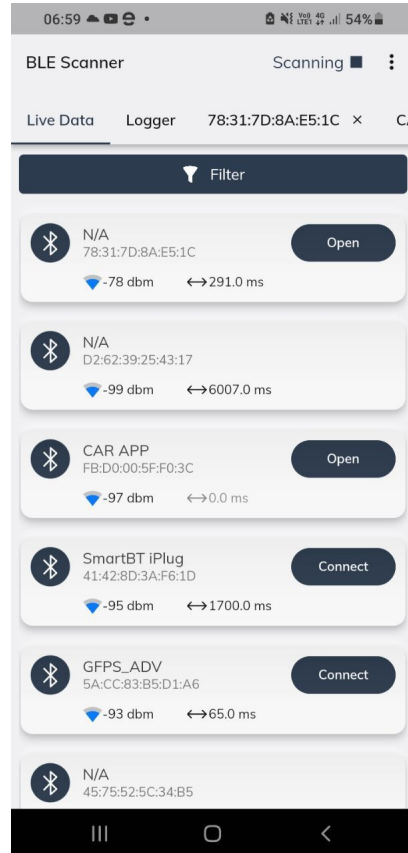 06:59 54%
BLE Scanner Scanning
Live Data Logger 78:31:7D:8A:E5:1C × C
Filter
N/A
78:31:7D:8A:E5:1C
Open
-78 dbm ↔291.0 ms
N/A
D2:62:39:25:43:17
-99 dbm ↔6007.0 ms
CAR APP
FB:D0:00:5F:F0:3C
Open
-97 dbm ↔0.0 ms
SmartBT iPlug
41:42:8D:3A:F6:1D
Connect
-95 dbm ↔1700.0 ms
GFPS_ADV
5A:CC:83:B5:D1:A6
Connect
-93 dbm ↔65.0 ms
N/A
45:75:52:5C:34:B5